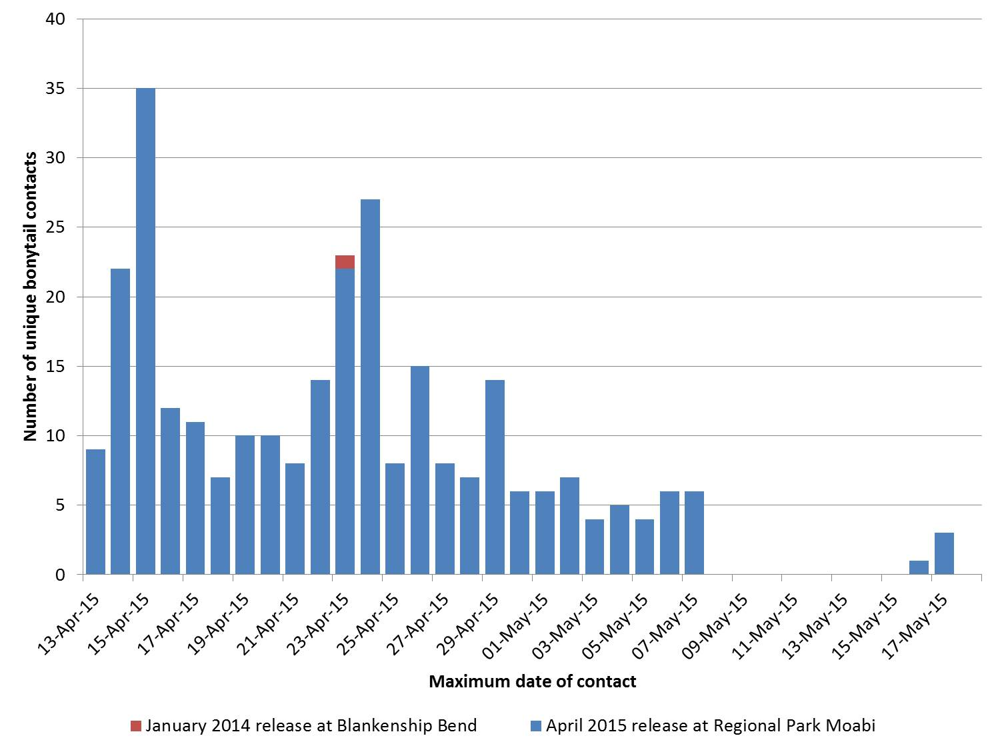 40
35
30
25
20
15
10
5
0
Number of unique bonytail contacts
13-Apr-15
15-Apr-15
17-Apr-15
19-Apr-15
21-Apr-15
23-Apr-15
25-Apr-15
27-Apr-15
29-Apr-15
01-May-15
03-May-15
05-May-15
07-May-15
09-May-15
11-May-15
13-May-15
15-May-15
17-May-15
Maximum date of contact
January 2014 release at Blankenship Bend
April 2015 release at Regional Park Moabi